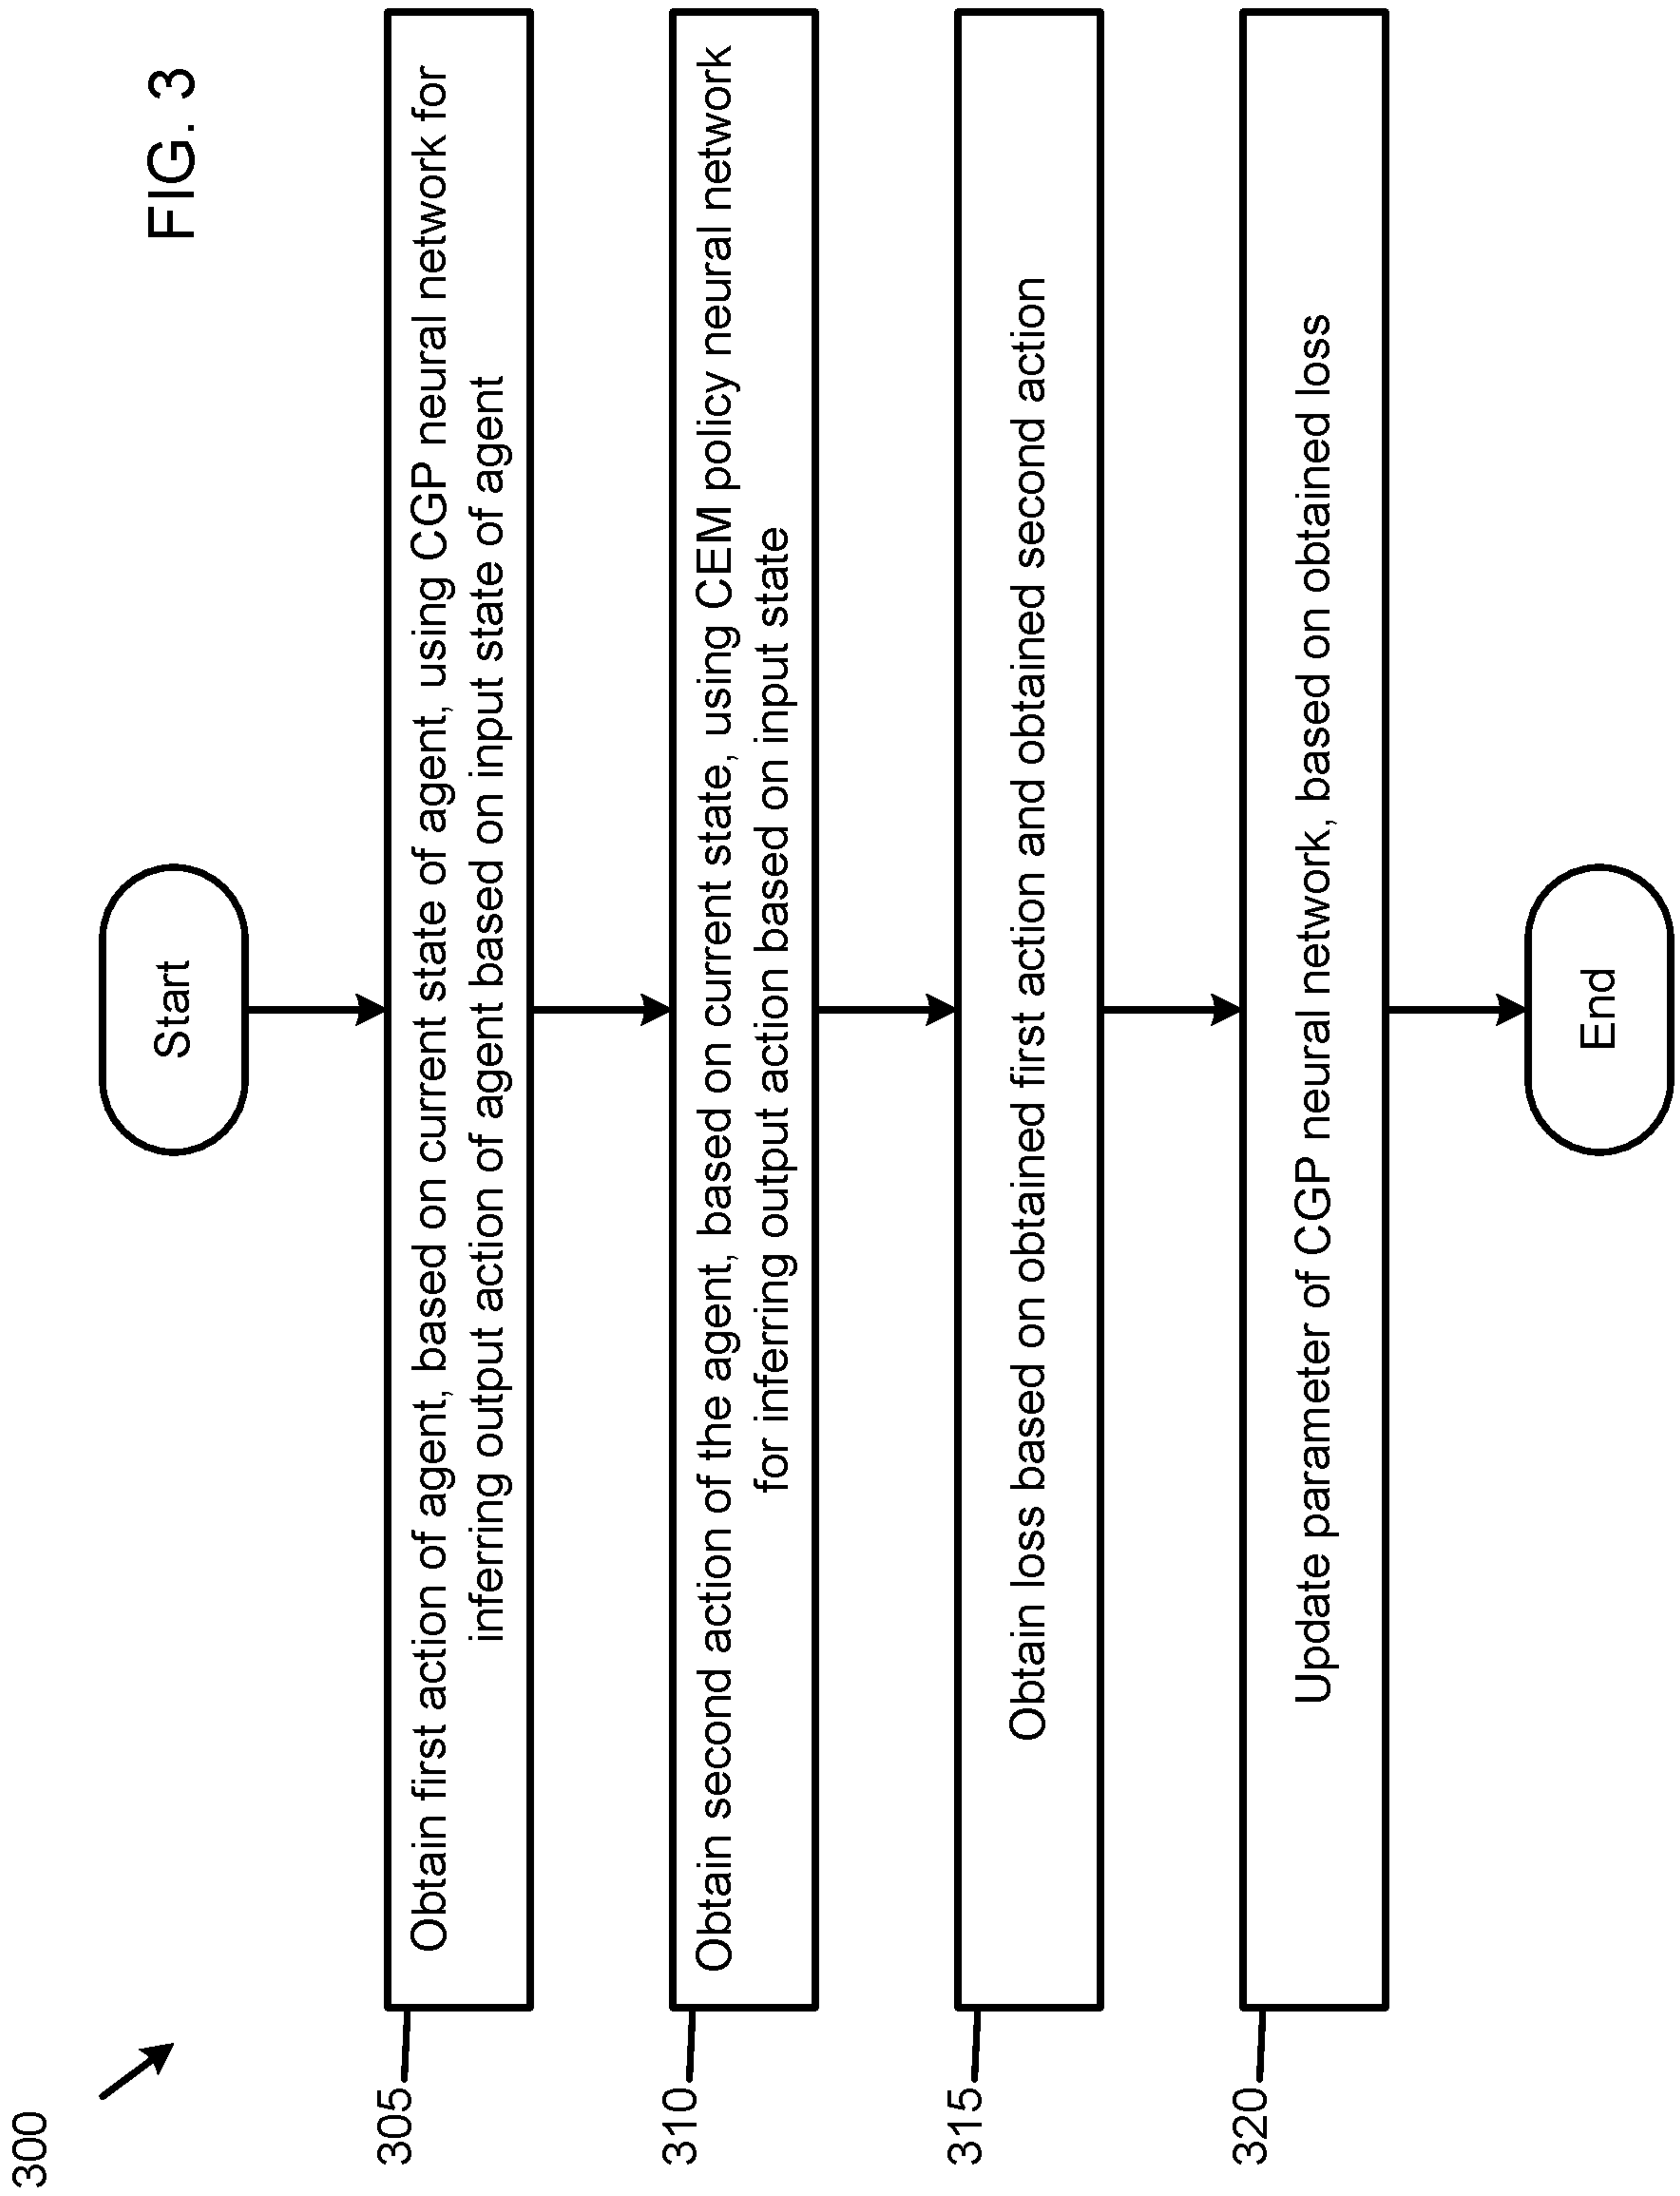 FIG. 3
300
Start
305
Obtain first action of agent, based on current state of agent, using CGP neural network for
inferring output action of agent based on input state of agent
310
Obtain second action of the agent, based on current state, using CEM policy neural network
for inferring output action based on input state
315
Obtain loss based on obtained first action and obtained second action
320
Update parameter of CGP neural network, based on obtained loss
End